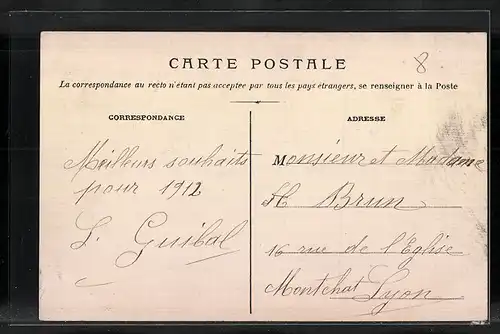 CARTE POSTALE
8
La correspondance au recto n'étant pas acceptée par tous les pays étrangers, se renseigner à la Poste
CORRESPONDANCE
Meilleurs souhaits
pour 1912
L. Guibal
ADRESSE
Monsieur et Madame
H Brun
16 rue de l'Eglise
Montchat Lyon